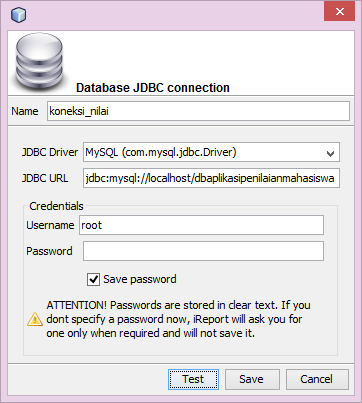 Database JDBC connection
Name koneksi_nilai
JDBC Driver MySQL (com.mysql.jdbc.Driver)
JDBC URL jdbc:mysql://localhost/dbaplikasipenilaianmahasiswa
Credentials
Username root
Password
Save password
ATTENTION! Passwords are stored in clear text. If you
dont specify a password now, iReport will ask you for
one only when required and will not save it.
Test Save Cancel